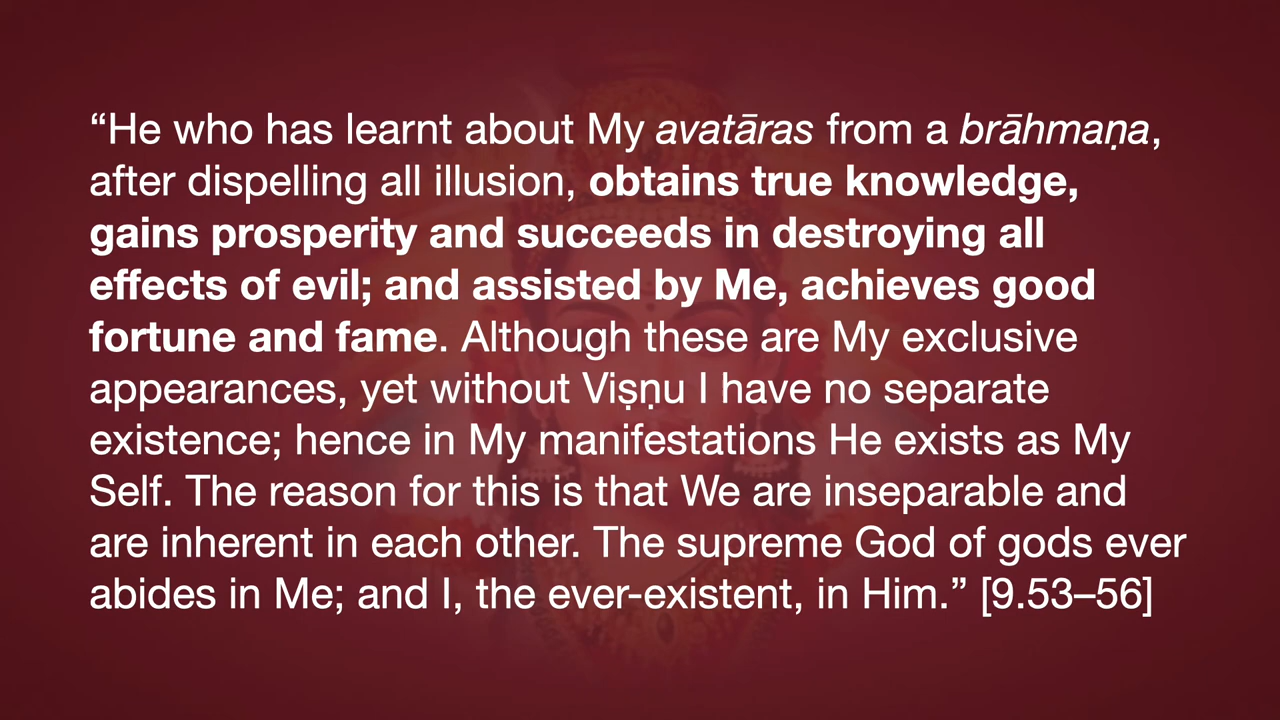 “He who has learnt about My avatāras from a brāhmaṇa,
after dispelling all illusion, obtains true knowledge,
gains prosperity and succeeds in destroying all
effects of evil; and assisted by Me, achieves good
fortune and fame. Although these are My exclusive
appearances, yet without Viṣṇu I have no separate
existence; hence in My manifestations He exists as My
Self. The reason for this is that We are inseparable and
are inherent in each other. The supreme God of gods ever
abides in Me; and I, the ever-existent, in Him.” [9.53–56]